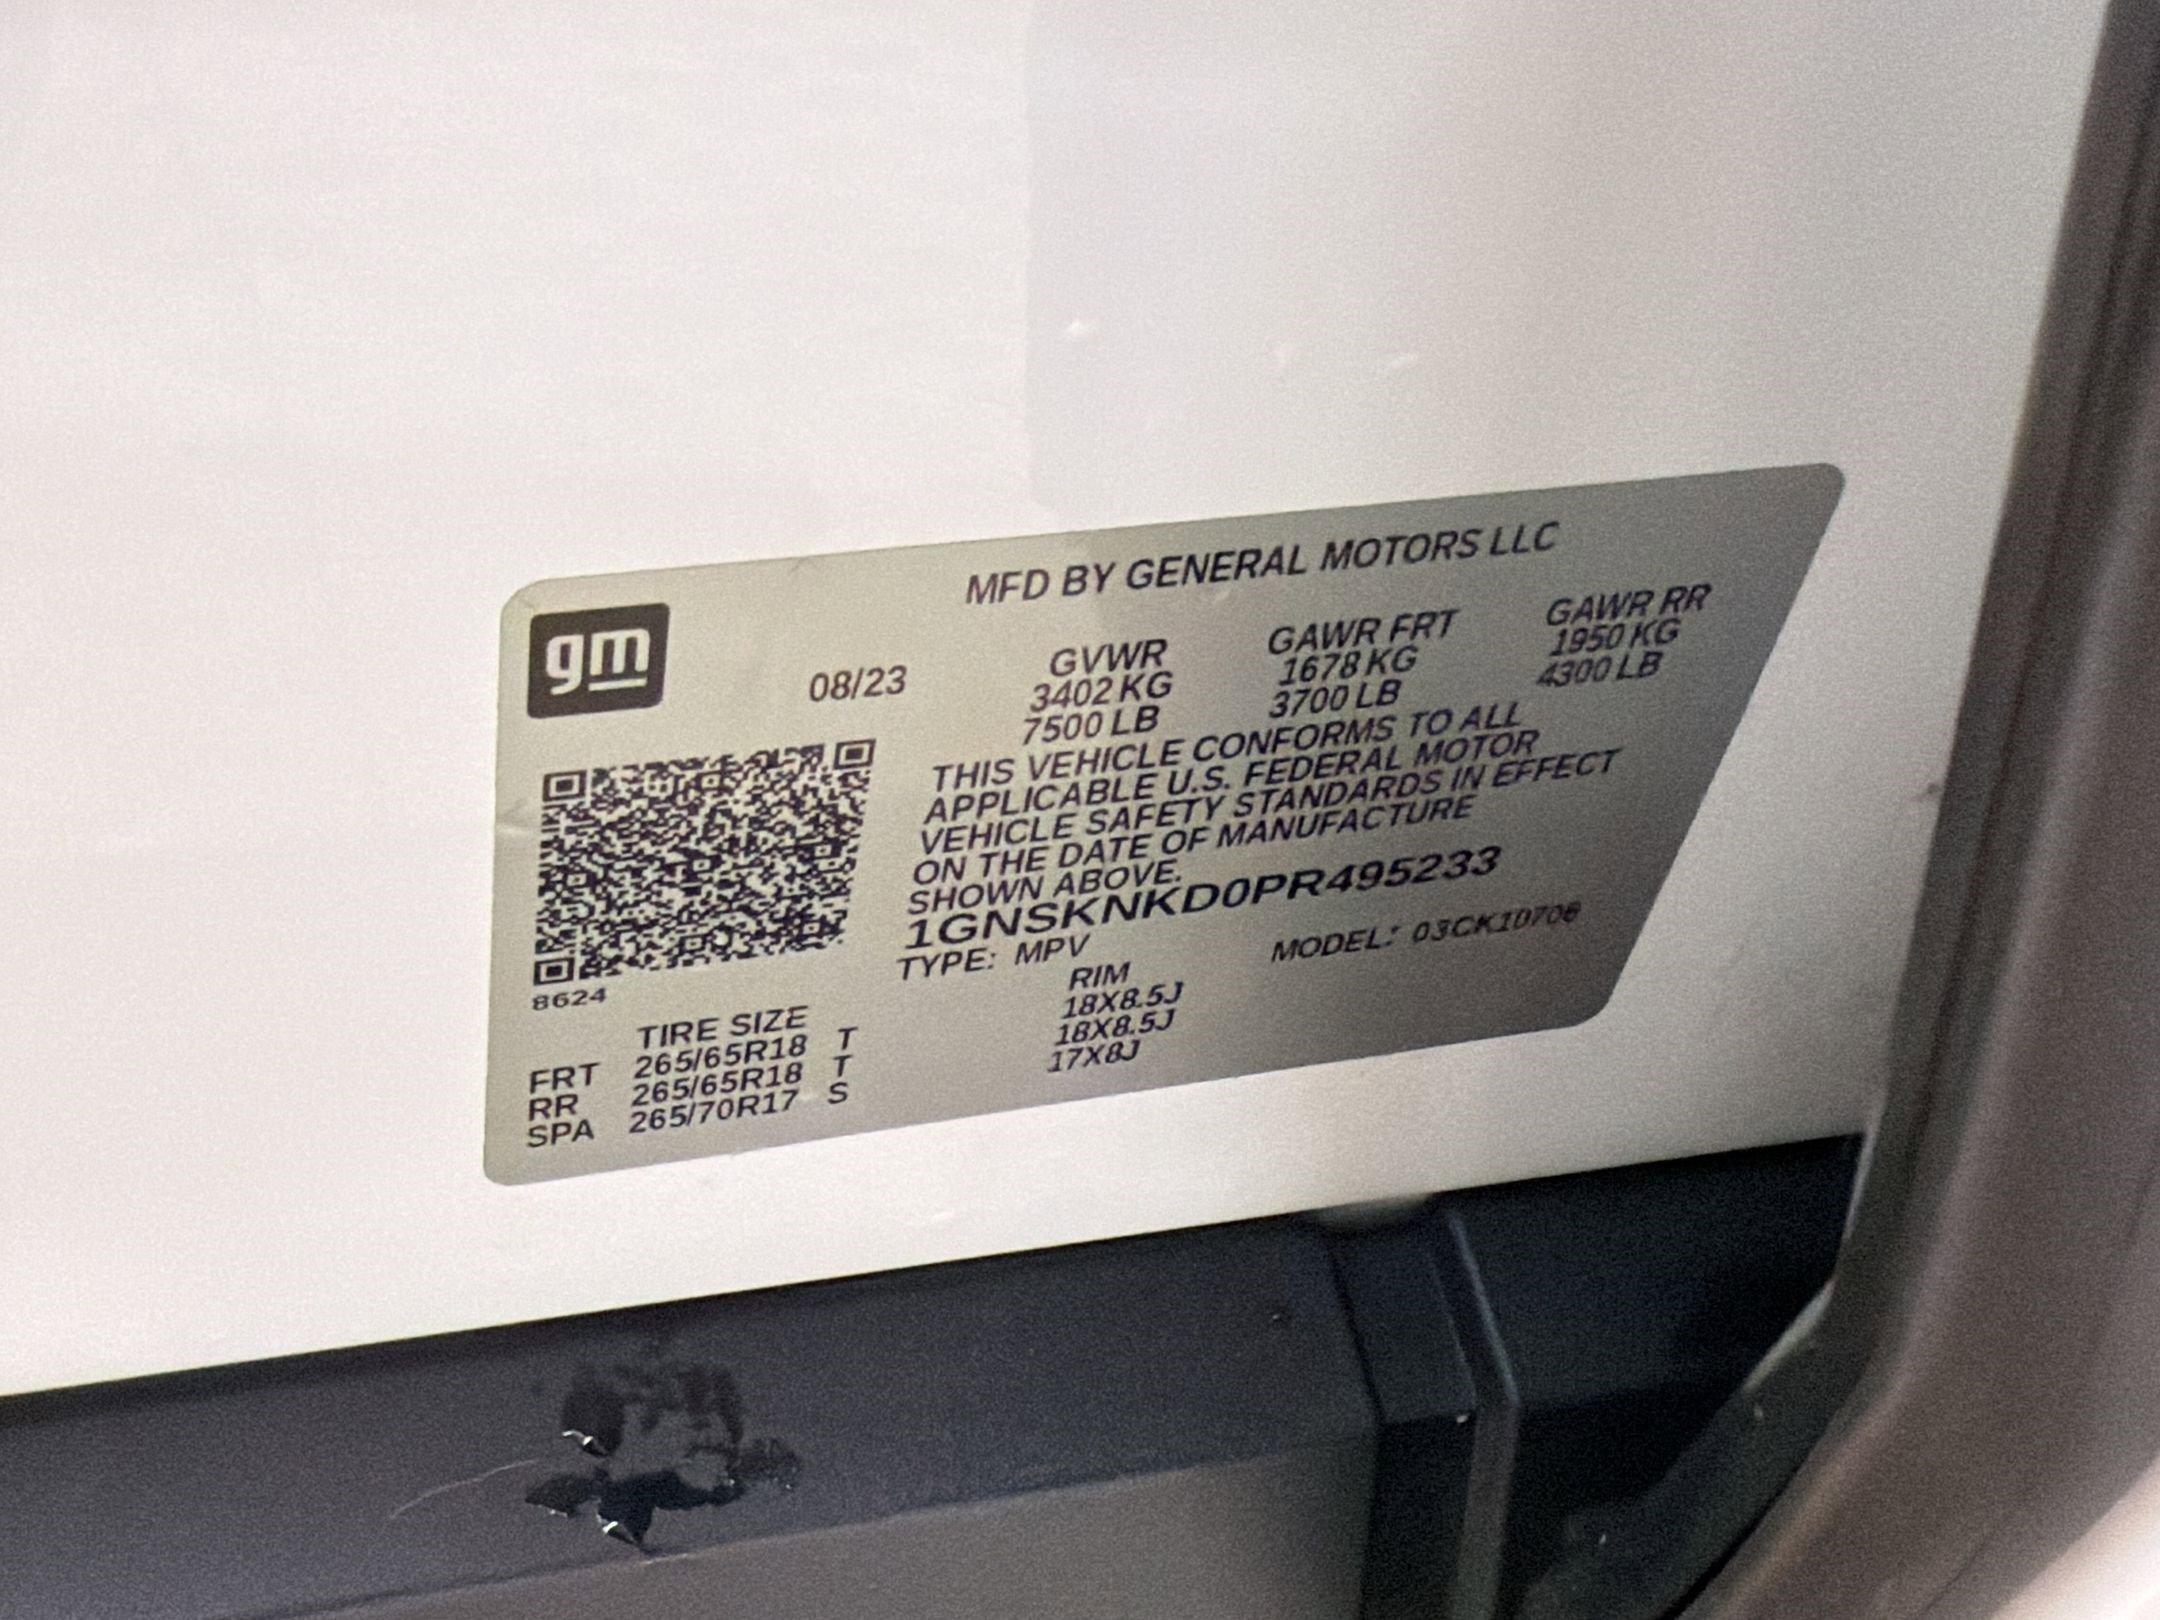 MFD BY GENERAL MOTORS LLC
gm
08/23
GVWR GAWR FRT GAWR RR
3402 KG 1678 KG 1950 KG
7500 LB 3700 LB 4300 LB
THIS VEHICLE CONFORMS TO ALL
APPLICABLE U.S. FEDERAL MOTOR
VEHICLE SAFETY STANDARDS IN EFFECT
ON THE DATE OF MANUFACTURE
SHOWN ABOVE.
1GNSKNKD0PR495233
TYPE: MPV MODEL: 03CK10706
8624
TIRE SIZE RIM
FRT 265/65R18 T 18X8.5J
RR 265/65R18 T 18X8.5J
SPA 265/70R17 S 17X8J